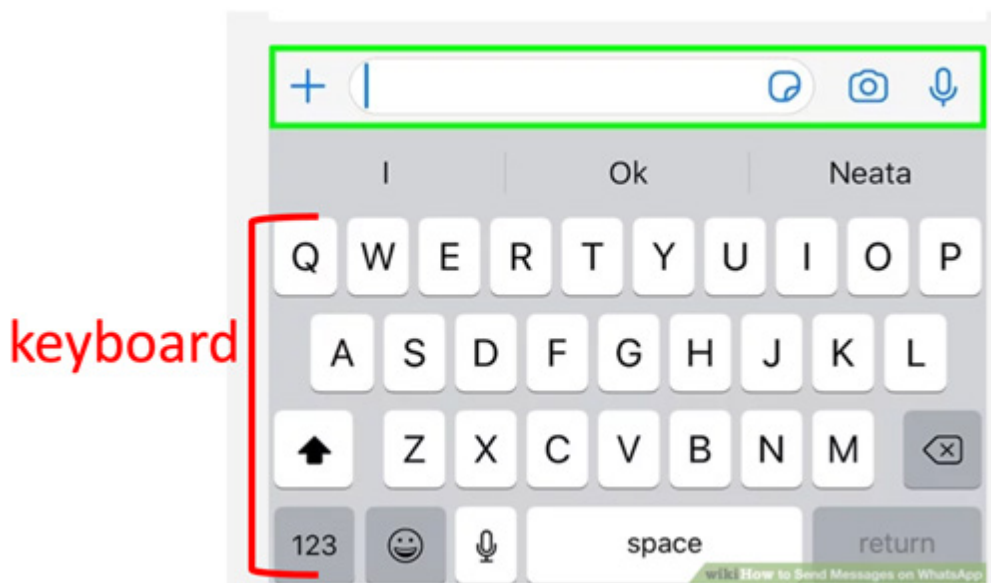 I Ok Neata
Q W E R T Y U I O P
keyboard
A S D F G H J K L
Z X C V B N M
123 space return
wikiHow to Send Messages on WhatsApp